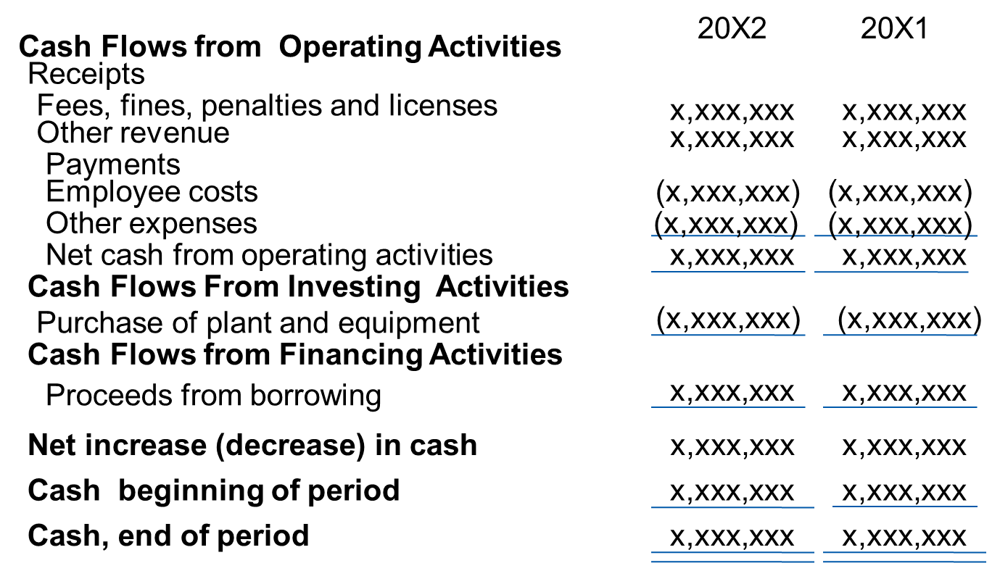 20X2 20X1
Cash Flows from Operating Activities
Receipts
Fees, fines, penalties and licenses x,xxx,xxx x,xxx,xxx
Other revenue x,xxx,xxx x,xxx,xxx
Payments
Employee costs (x,xxx,xxx) (x,xxx,xxx)
Other expenses (x,xxx,xxx) (x,xxx,xxx)
Net cash from operating activities x,xxx,xxx x,xxx,xxx
Cash Flows From Investing Activities
Purchase of plant and equipment (x,xxx,xxx) (x,xxx,xxx)
Cash Flows from Financing Activities
Proceeds from borrowing x,xxx,xxx x,xxx,xxx
Net increase (decrease) in cash x,xxx,xxx x,xxx,xxx
Cash beginning of period x,xxx,xxx x,xxx,xxx
Cash, end of period x,xxx,xxx x,xxx,xxx